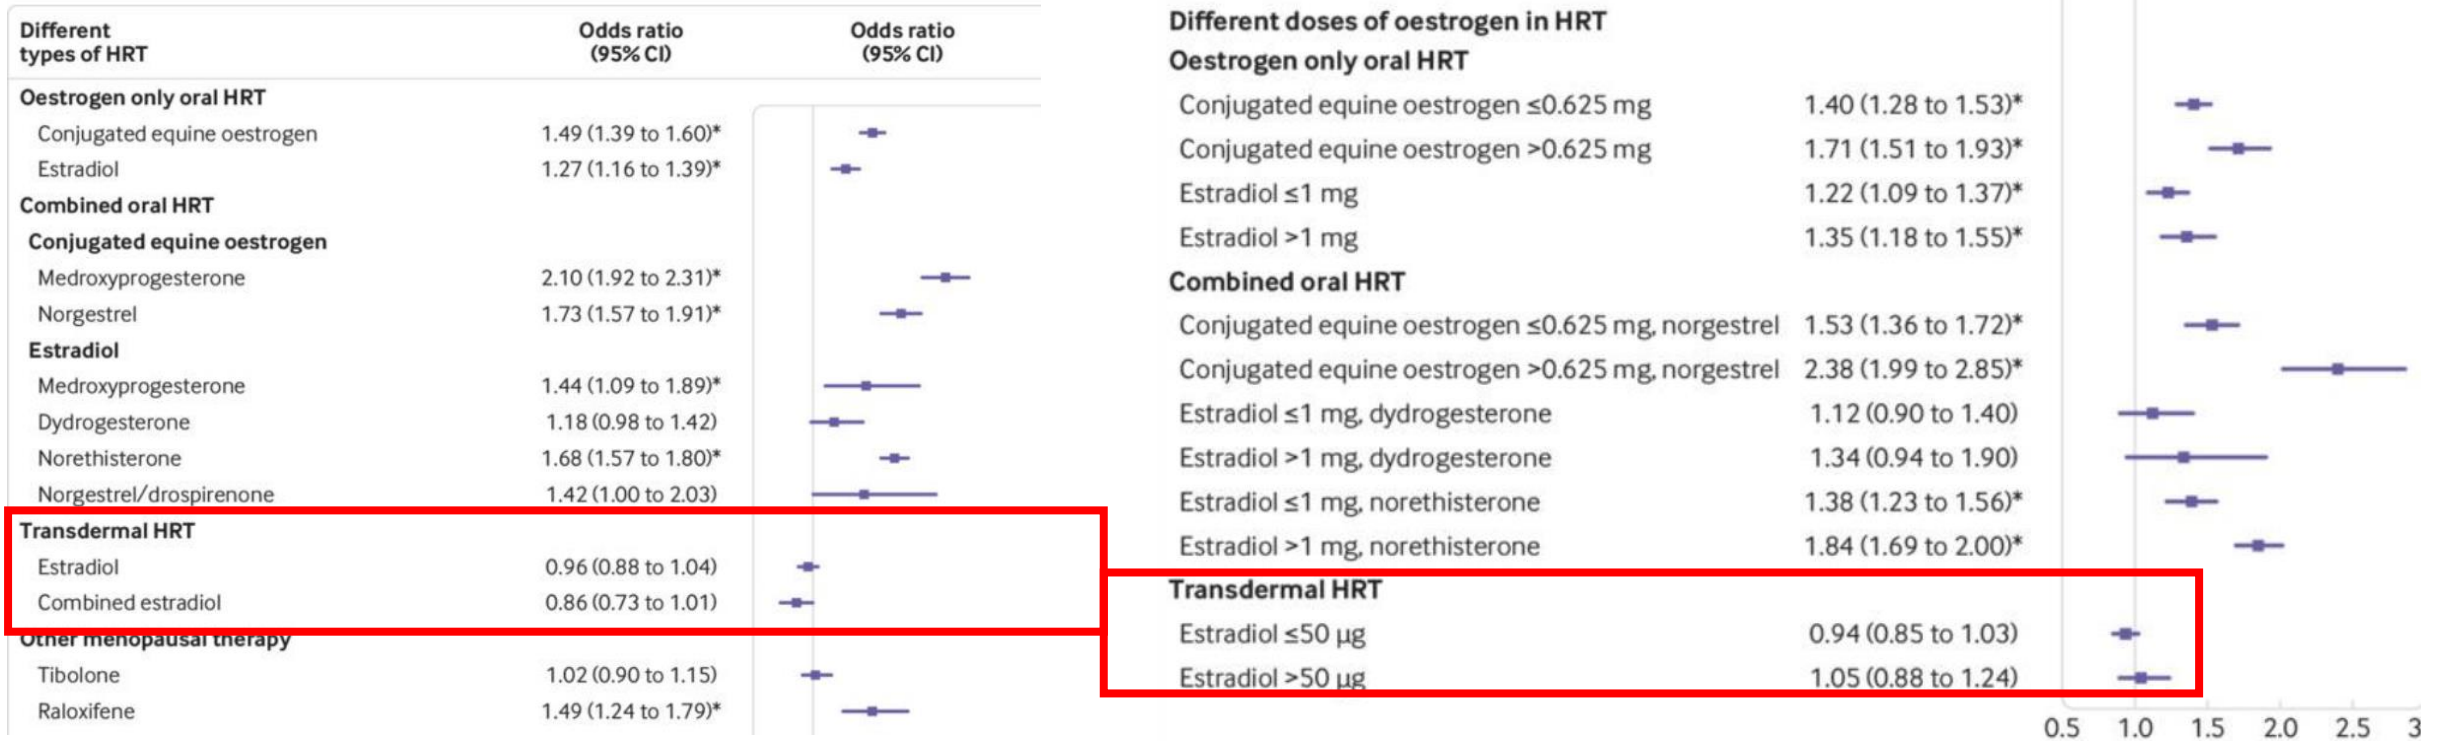 Different
types of HRT
Odds ratio
(95% CI)
Odds ratio
(95% CI)
Oestrogen only oral HRT
Conjugated equine oestrogen 1.49 (1.39 to 1.60)*
Estradiol 1.27 (1.16 to 1.39)*
Combined oral HRT
Conjugated equine oestrogen
Medroxyprogesterone 2.10 (1.92 to 2.31)*
Norgestrel 1.73 (1.57 to 1.91)*
Estradiol
Medroxyprogesterone 1.44 (1.09 to 1.89)*
Dydrogesterone 1.18 (0.98 to 1.42)
Norethisterone 1.68 (1.57 to 1.80)*
Norgestrel/drospirenone 1.42 (1.00 to 2.03)
Transdermal HRT
Estradiol 0.96 (0.88 to 1.04)
Combined estradiol 0.86 (0.73 to 1.01)
Other menopausal therapy
Tibolone 1.02 (0.90 to 1.15)
Raloxifene 1.49 (1.24 to 1.79)*
Different doses of oestrogen in HRT
Oestrogen only oral HRT
Conjugated equine oestrogen ≤0.625 mg 1.40 (1.28 to 1.53)*
Conjugated equine oestrogen >0.625 mg 1.71 (1.51 to 1.93)*
Estradiol ≤1 mg 1.22 (1.09 to 1.37)*
Estradiol >1 mg 1.35 (1.18 to 1.55)*
Combined oral HRT
Conjugated equine oestrogen ≤0.625 mg, norgestrel 1.53 (1.36 to 1.72)*
Conjugated equine oestrogen >0.625 mg, norgestrel 2.38 (1.99 to 2.85)*
Estradiol ≤1 mg, dydrogesterone 1.12 (0.90 to 1.40)
Estradiol >1 mg, dydrogesterone 1.34 (0.94 to 1.90)
Estradiol ≤1 mg, norethisterone 1.38 (1.23 to 1.56)*
Estradiol >1 mg, norethisterone 1.84 (1.69 to 2.00)*
Transdermal HRT
Estradiol ≤50 µg 0.94 (0.85 to 1.03)
Estradiol >50 µg 1.05 (0.88 to 1.24)
0.5 1.0 1.5 2.0 2.5 3